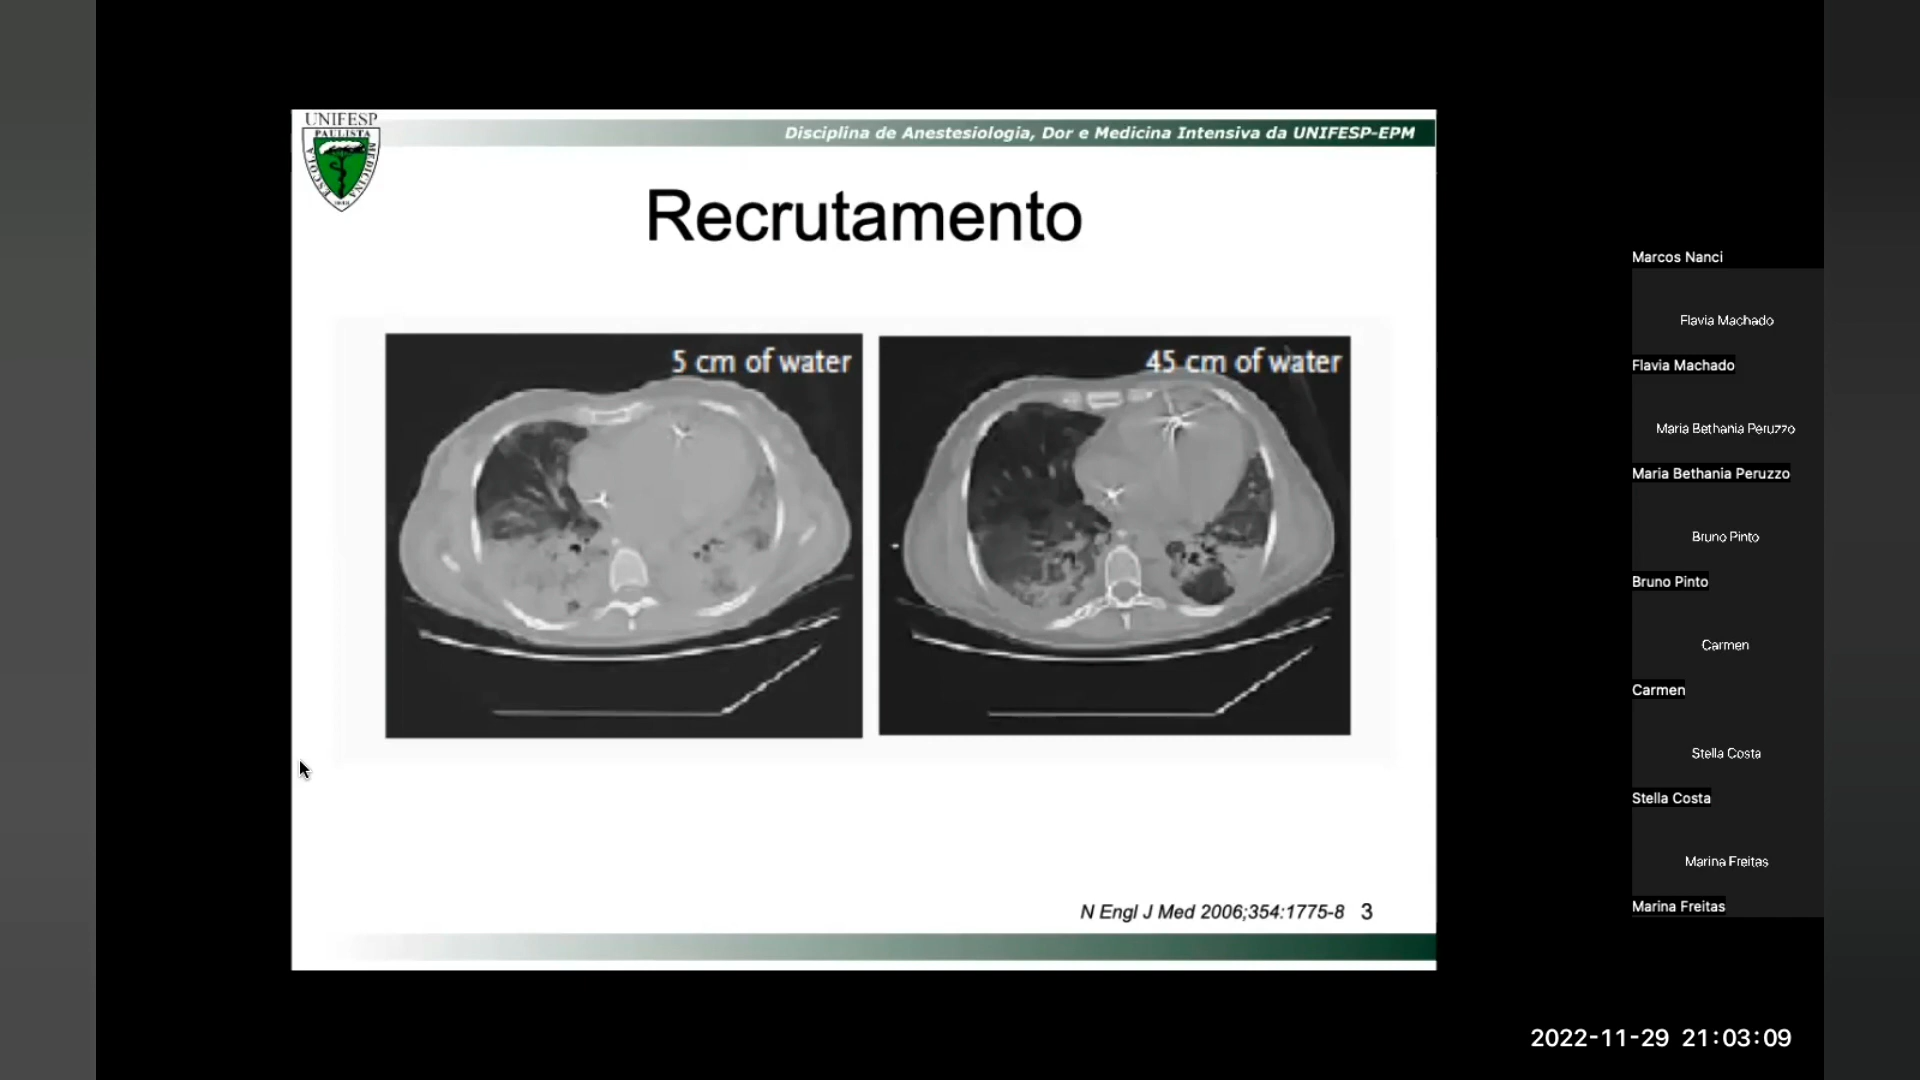 UNIFESP
PAULISTA
ESCOLA
MEDICINA
Disciplina de Anestesiologia, Dor e Medicina Intensiva da UNIFESP-EPM
Recrutamento
5 cm of water
45 cm of water
N Engl J Med 2006;354:1775-8 3
Marcos Nanci
Flavia Machado
Flavia Machado
Maria Bethania Peruzzo
Maria Bethania Peruzzo
Bruno Pinto
Bruno Pinto
Carmen
Carmen
Stella Costa
Stella Costa
Marina Freitas
Marina Freitas
2022-11-29 21:03:09